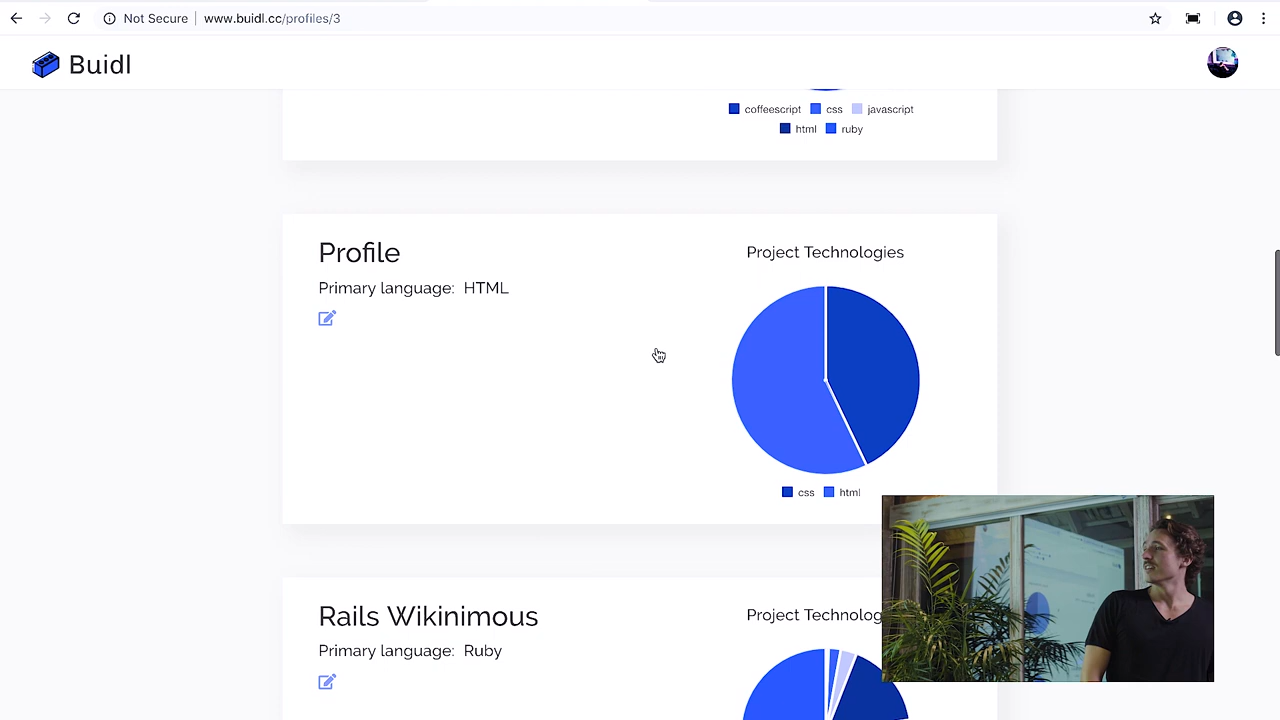 Not Secure | www.buidl.cc/profiles/3
Buidl
coffeescript css javascript
html ruby
Profile
Primary language: HTML
Project Technologies
css html
Rails Wikinimous
Primary language: Ruby
Project Technolog